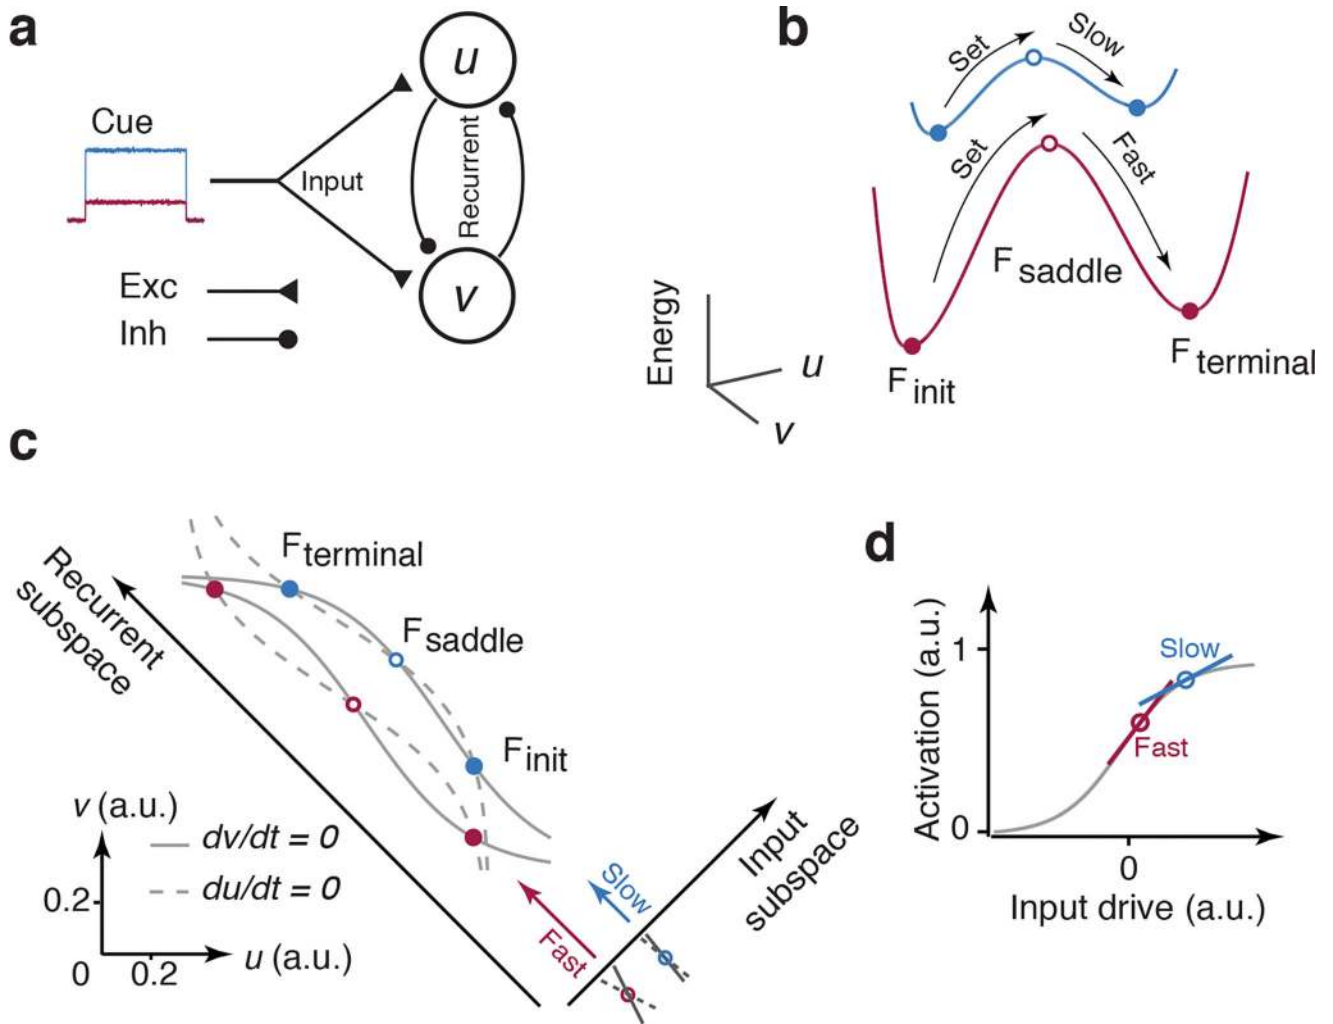 a
Cue
Input
Recurrent
u
v
Exc
Inh
b
Set
Slow
Set
Fast
F saddle
F init
F terminal
Energy
u
v
c
Recurrent
subspace
F terminal
F saddle
F init
v (a.u.)
dv/dt = 0
du/dt = 0
0.2
0
0.2
u (a.u.)
Fast
Slow
Input
subspace
d
Activation (a.u.)
1
0
Slow
Fast
0
Input drive (a.u.)